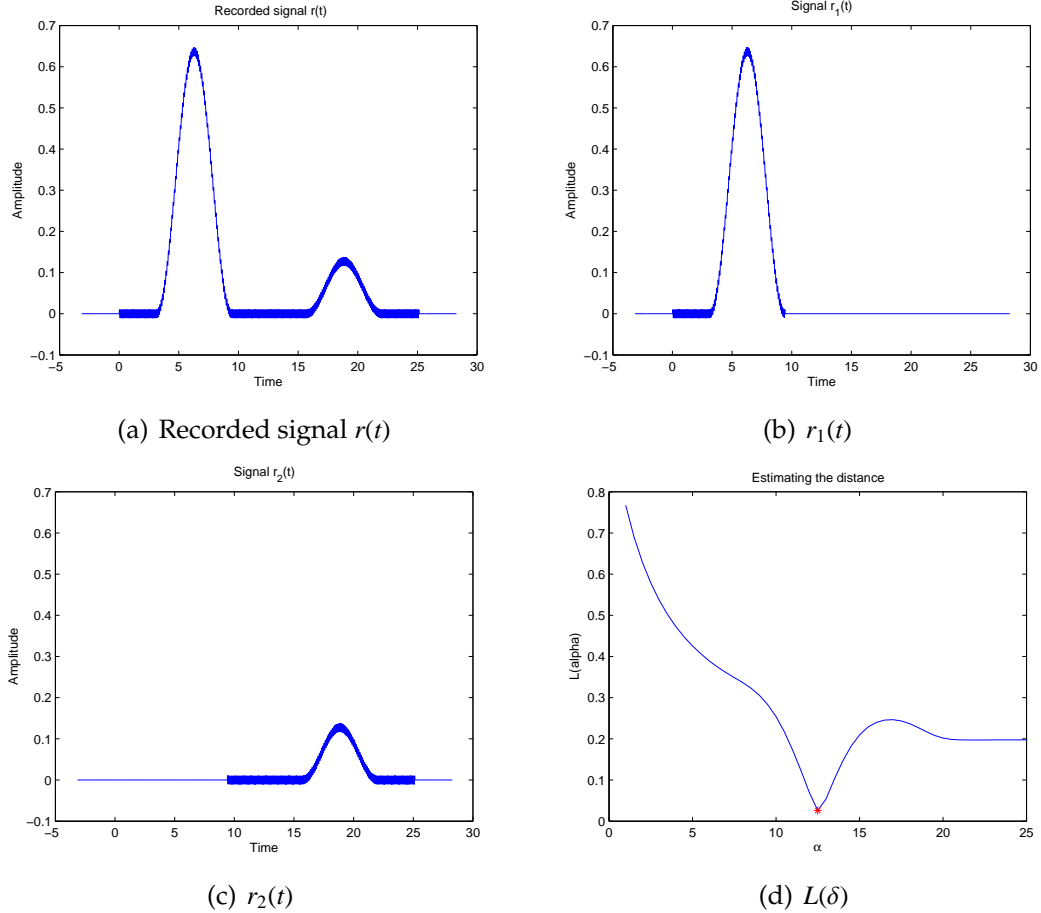 Recorded signal r(t)
0.7
0.6
0.5
0.4
0.3
0.2
0.1
0
−0.1
Amplitude
−5 0 5 10 15 20 25 30
Time
(a) Recorded signal r(t)
Signal r1(t)
0.7
0.6
0.5
0.4
0.3
0.2
0.1
0
−0.1
Amplitude
−5 0 5 10 15 20 25 30
Time
(b) r1(t)
Signal r2(t)
0.7
0.6
0.5
0.4
0.3
0.2
0.1
0
−0.1
Amplitude
−5 0 5 10 15 20 25 30
Time
(c) r2(t)
Estimating the distance
0.8
0.7
0.6
0.5
0.4
0.3
0.2
0.1
0
L(alpha)
0 5 10 15 20 25
α
(d) L(δ)